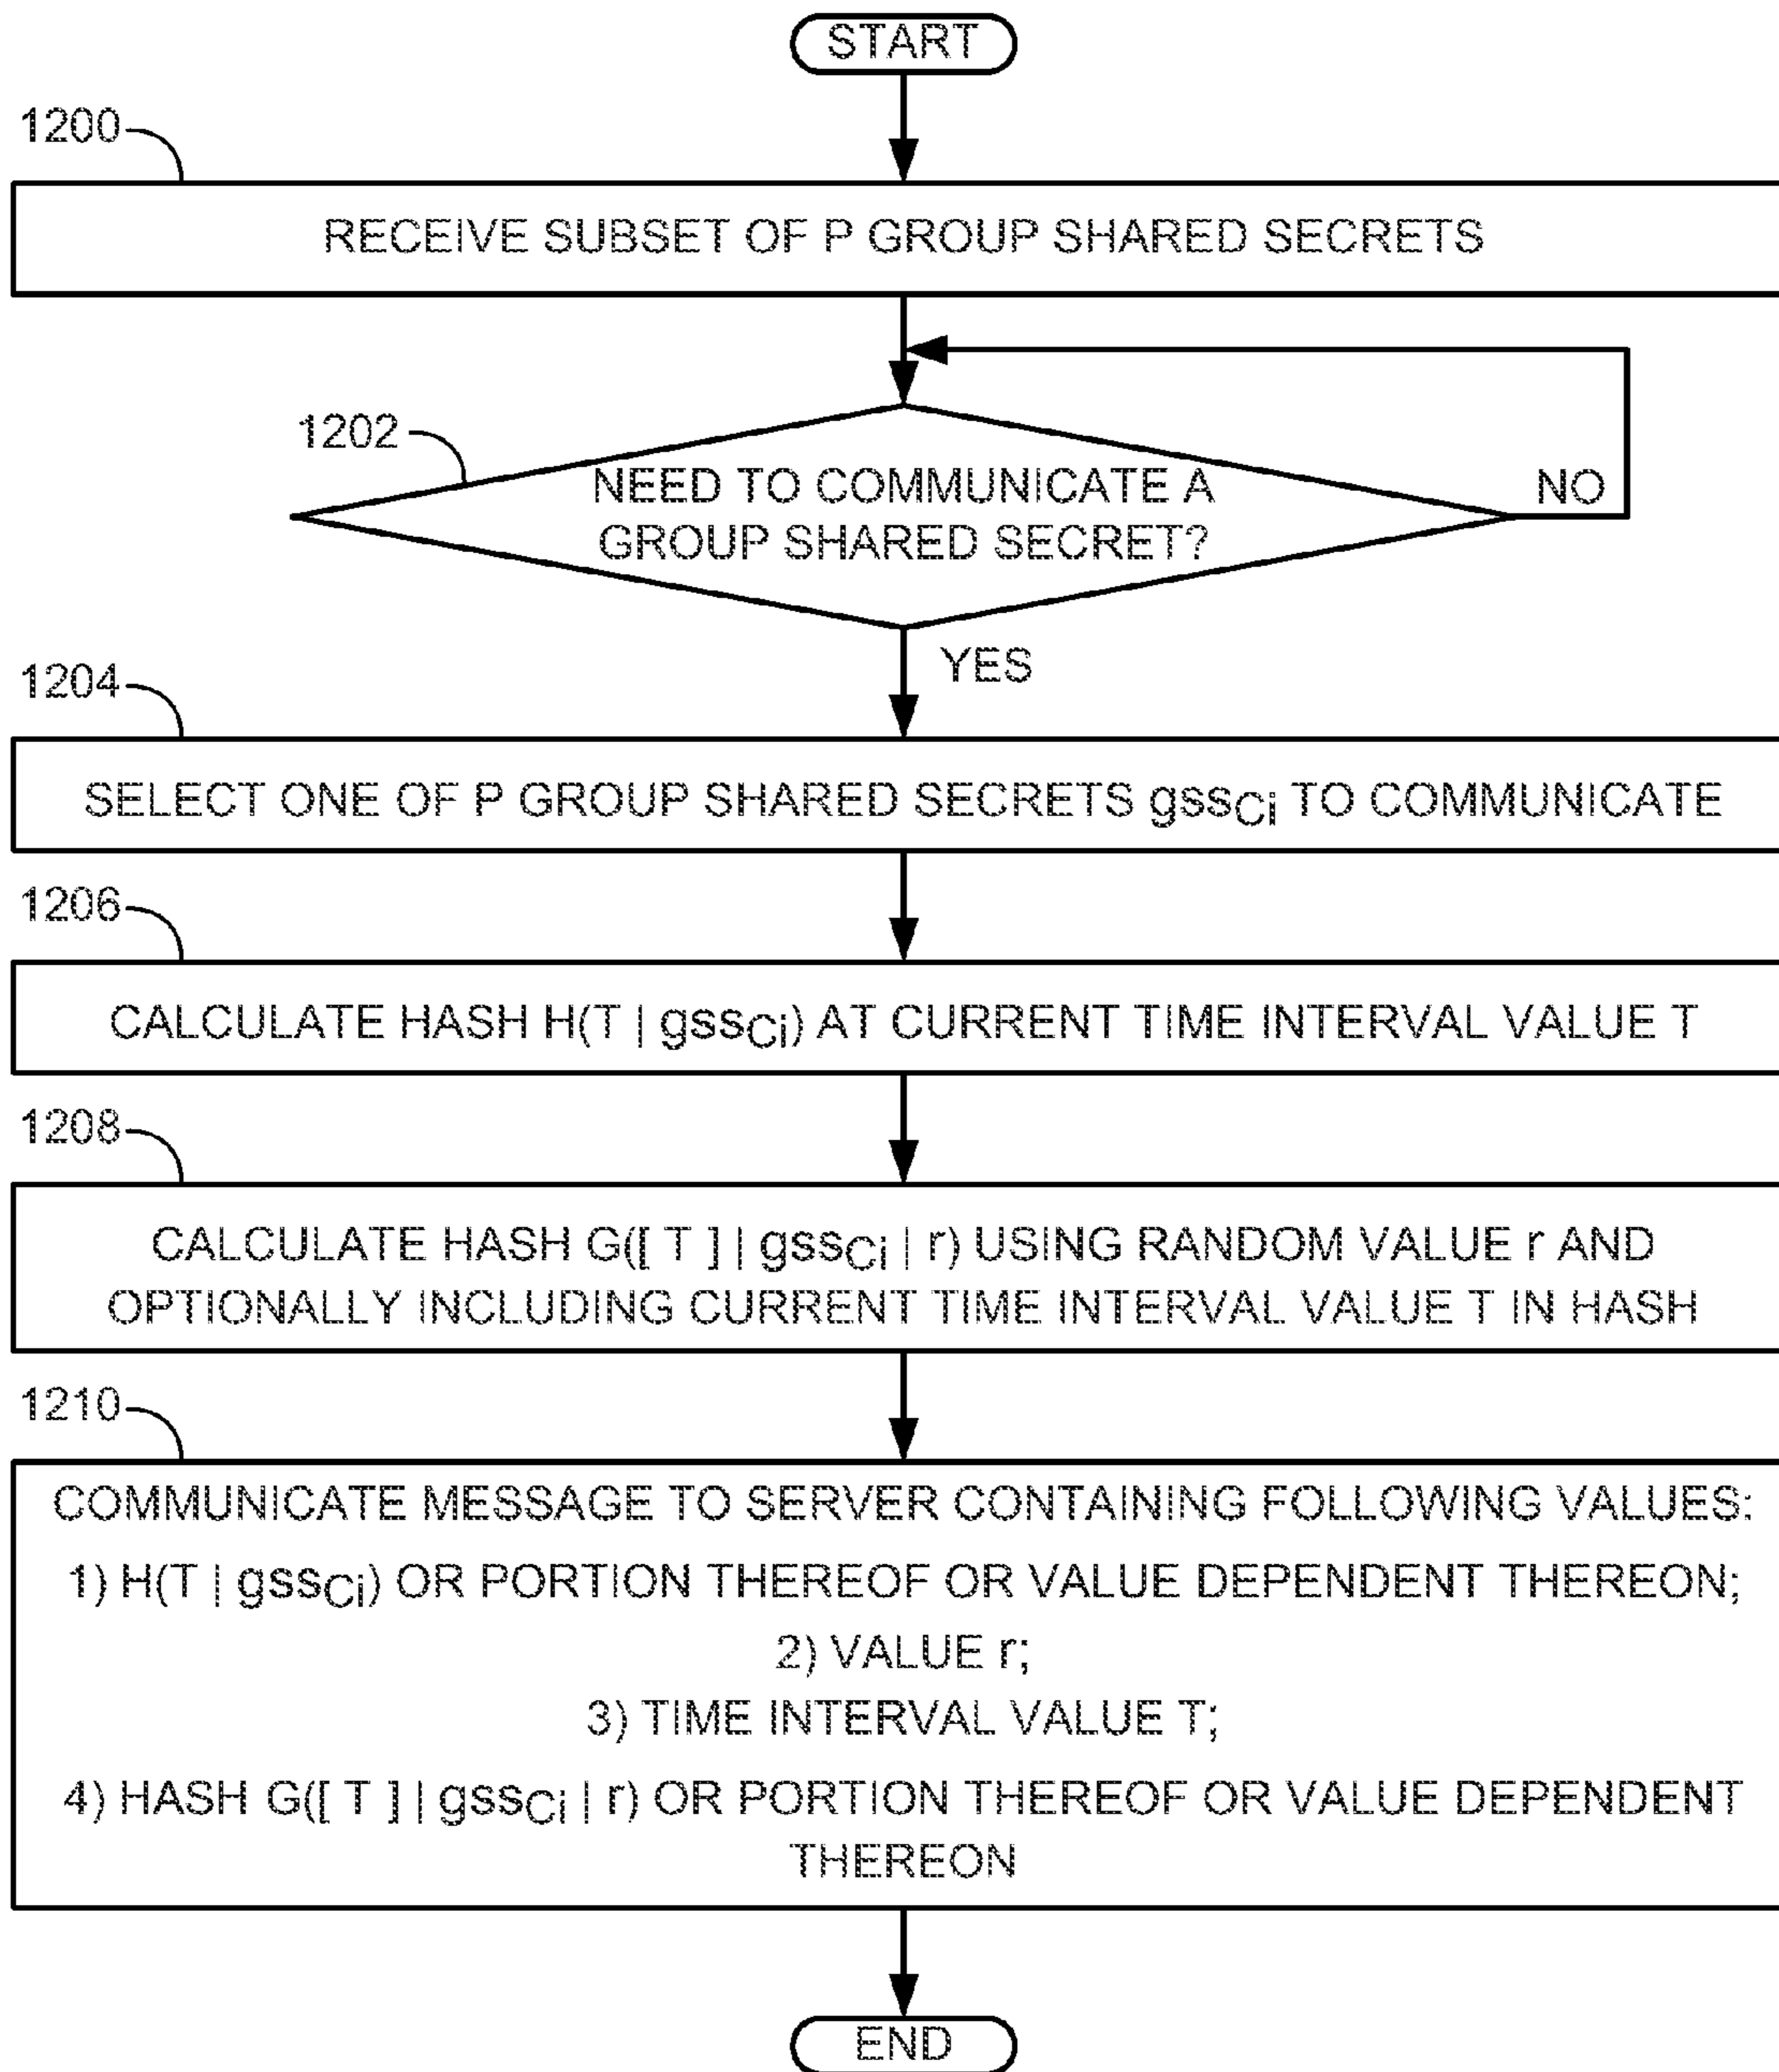 START
1200
RECEIVE SUBSET OF P GROUP SHARED SECRETS
1202
NEED TO COMMUNICATE A
GROUP SHARED SECRET?
NO
YES
1204
SELECT ONE OF P GROUP SHARED SECRETS gssCi TO COMMUNICATE
1206
CALCULATE HASH H(T | gssCi) AT CURRENT TIME INTERVAL VALUE T
1208
CALCULATE HASH G([ T ] | gssCi | r) USING RANDOM VALUE r AND
OPTIONALLY INCLUDING CURRENT TIME INTERVAL VALUE T IN HASH
1210
COMMUNICATE MESSAGE TO SERVER CONTAINING FOLLOWING VALUES:
1) H(T | gssCi) OR PORTION THEREOF OR VALUE DEPENDENT THEREON;
2) VALUE r;
3) TIME INTERVAL VALUE T;
4) HASH G([ T ] | gssCi | r) OR PORTION THEREOF OR VALUE DEPENDENT
THEREON
END